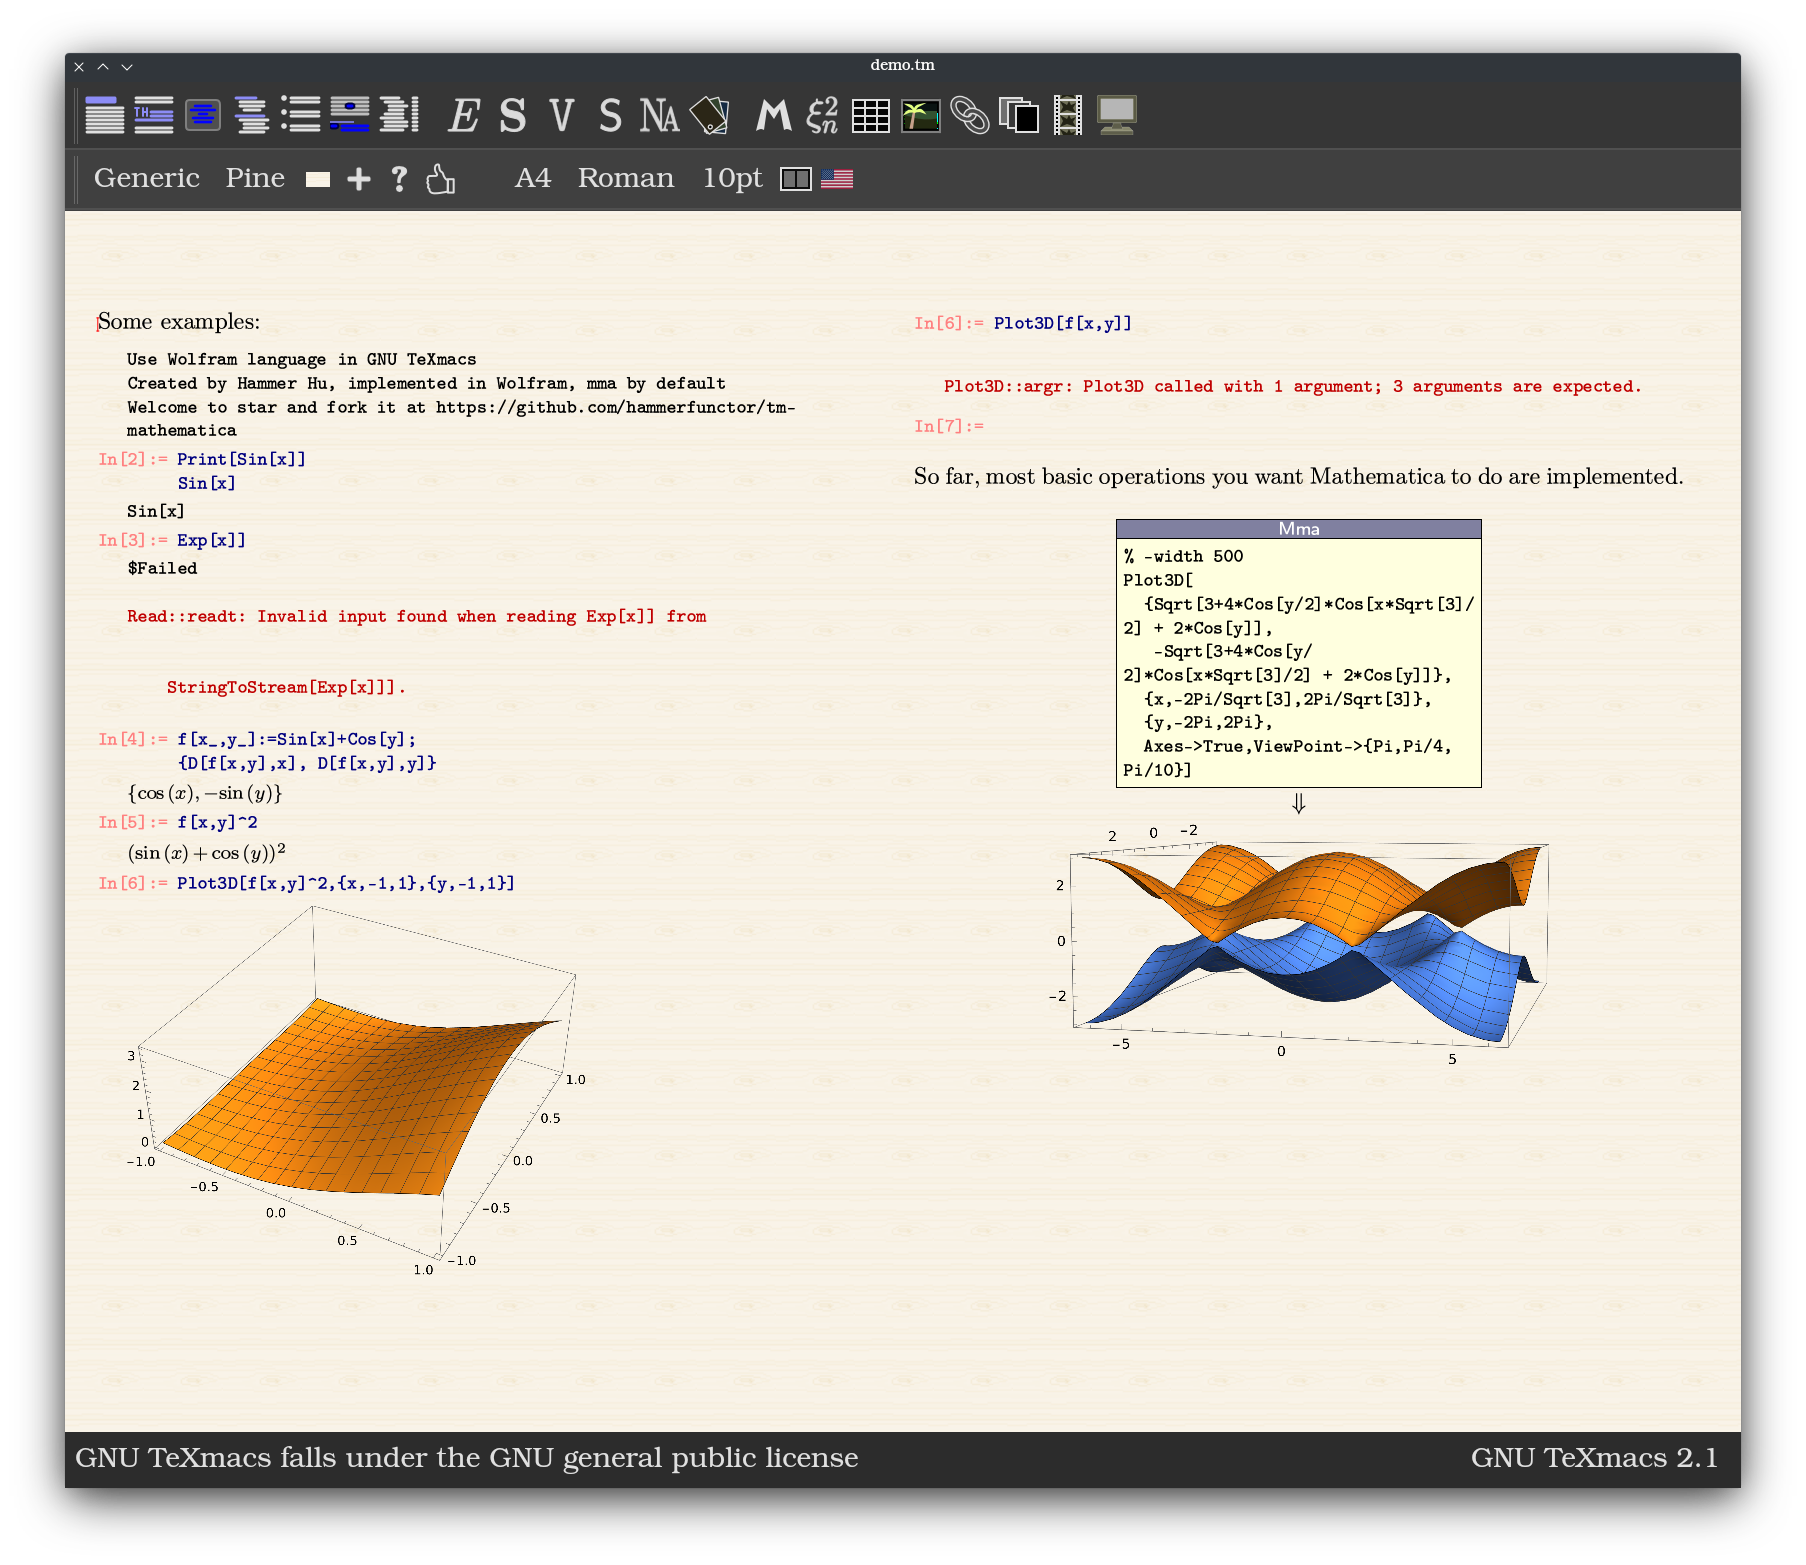 demo.tm
TH E S V S NA M ξ2n
Generic Pine + ? A4 Roman 10pt
Some examples:
Use Wolfram language in GNU TeXmacs
Created by Hammer Hu, implemented in Wolfram, mma by default
Welcome to star and fork it at https://github.com/hammerfunctor/tm-
mathematica
In[2]:= Print[Sin[x]]
Sin[x]
Sin[x]
In[3]:= Exp[x]]
$Failed
Read::readt: Invalid input found when reading Exp[x]] from
StringToStream[Exp[x]]].
In[4]:= f[x_,y_]:=Sin[x]+Cos[y];
{D[f[x,y],x], D[f[x,y],y]}
{cos (x), −sin (y)}
In[5]:= f[x,y]^2
(sin (x) + cos (y))²
In[6]:= Plot3D[f[x,y]^2,{x,-1,1},{y,-1,1}]
3
2
1
0
−1.0
−0.5
0.0
0.5
1.0
−1.0
−0.5
0.0
0.5
1.0
In[6]:= Plot3D[f[x,y]]
Plot3D::argr: Plot3D called with 1 argument; 3 arguments are expected.
In[7]:=
So far, most basic operations you want Mathematica to do are implemented.
Mma
% -width 500
Plot3D[
{Sqrt[3+4*Cos[y/2]*Cos[x*Sqrt[3]/
2] + 2*Cos[y]],
-Sqrt[3+4*Cos[y/
2]*Cos[x*Sqrt[3]/2] + 2*Cos[y]]},
{x,-2Pi/Sqrt[3],2Pi/Sqrt[3]},
{y,-2Pi,2Pi},
Axes->True,ViewPoint->{Pi,Pi/4,
Pi/10}]
⇓
2 0 −2
2
0
−2
−5 0 5
GNU TeXmacs falls under the GNU general public license GNU TeXmacs 2.1